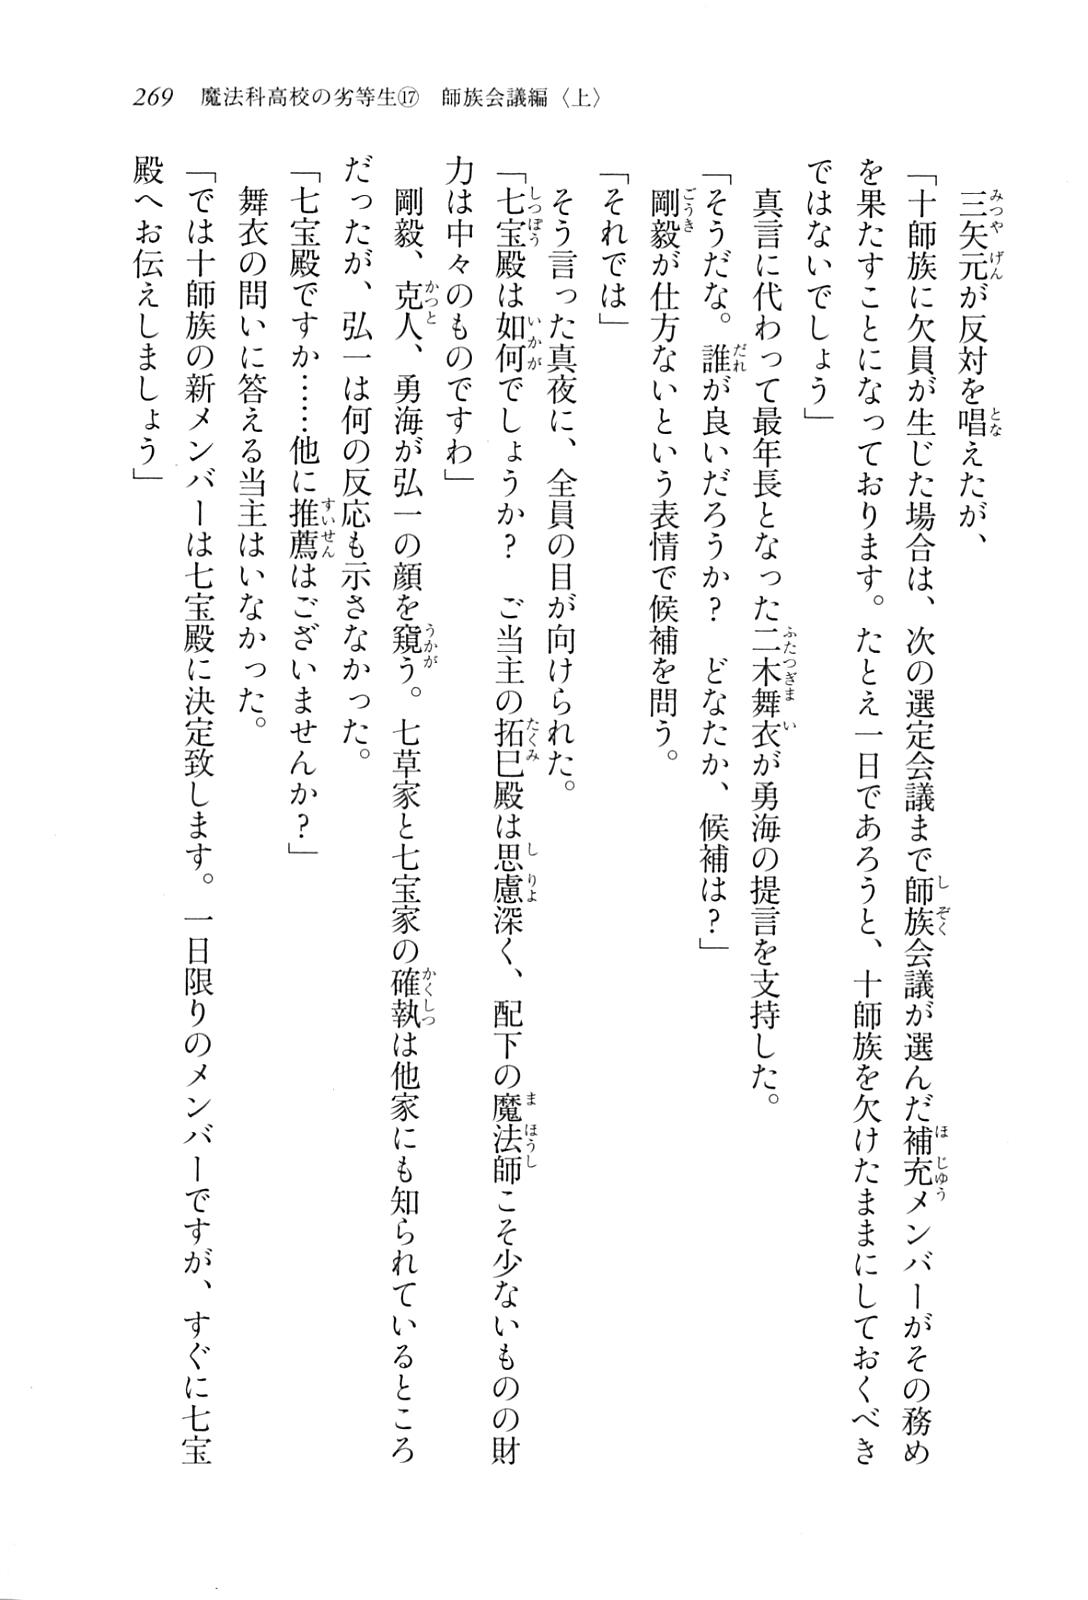 269　魔法科高校の劣等生⑰　師族会議編〈上〉
　三矢元が反対を唱えたが、
「十師族に欠員が生じた場合は、次の選定会議まで師族会議が選んだ補充メンバーがその務め
を果たすことになっております。たとえ一日であろうと、十師族を欠けたままにしておくべき
ではないでしょう」
　真言に代わって最年長となった二木舞衣が勇海の提言を支持した。
「そうだな。誰が良いだろうか？　どなたか、候補は？」
　剛毅が仕方ないという表情で候補を問う。
「それでは」
　そう言った真夜に、全員の目が向けられた。
「七宝殿は如何でしょうか？　ご当主の拓巳殿は思慮深く、配下の魔法師こそ少ないものの財
力は中々のものですわ」
　剛毅、克人、勇海が弘一の顔を窺う。七草家と七宝家の確執は他家にも知られているところ
だったが、弘一は何の反応も示さなかった。
「七宝殿ですか……他に推薦はございませんか？」
　舞衣の問いに答える当主はいなかった。
「では十師族の新メンバーは七宝殿に決定致します。一日限りのメンバーですが、すぐに七宝
殿へお伝えしましょう」